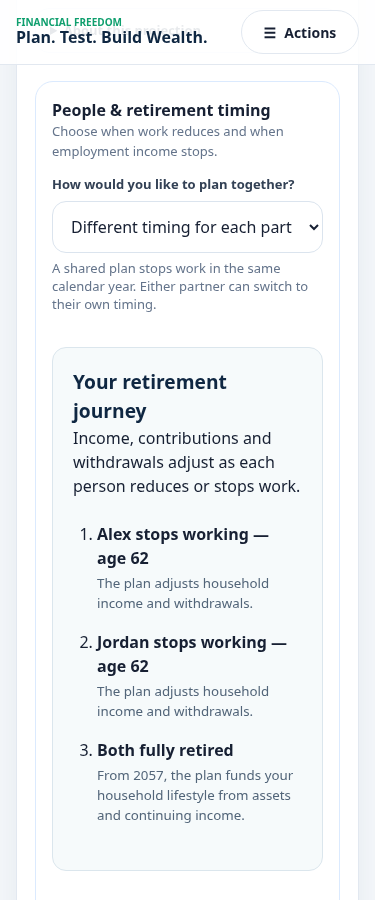 FINANCIAL FREEDOM
Plan. Test. Build Wealth.
☰ Actions
People & retirement timing
Choose when work reduces and when
employment income stops.
How would you like to plan together?
Different timing for each part
A shared plan stops work in the same
calendar year. Either partner can switch to
their own timing.
Your retirement
journey
Income, contributions and
withdrawals adjust as each
person reduces or stops work.
1. Alex stops working —
age 62
The plan adjusts household
income and withdrawals.
2. Jordan stops working —
age 62
The plan adjusts household
income and withdrawals.
3. Both fully retired
From 2057, the plan funds your
household lifestyle from assets
and continuing income.